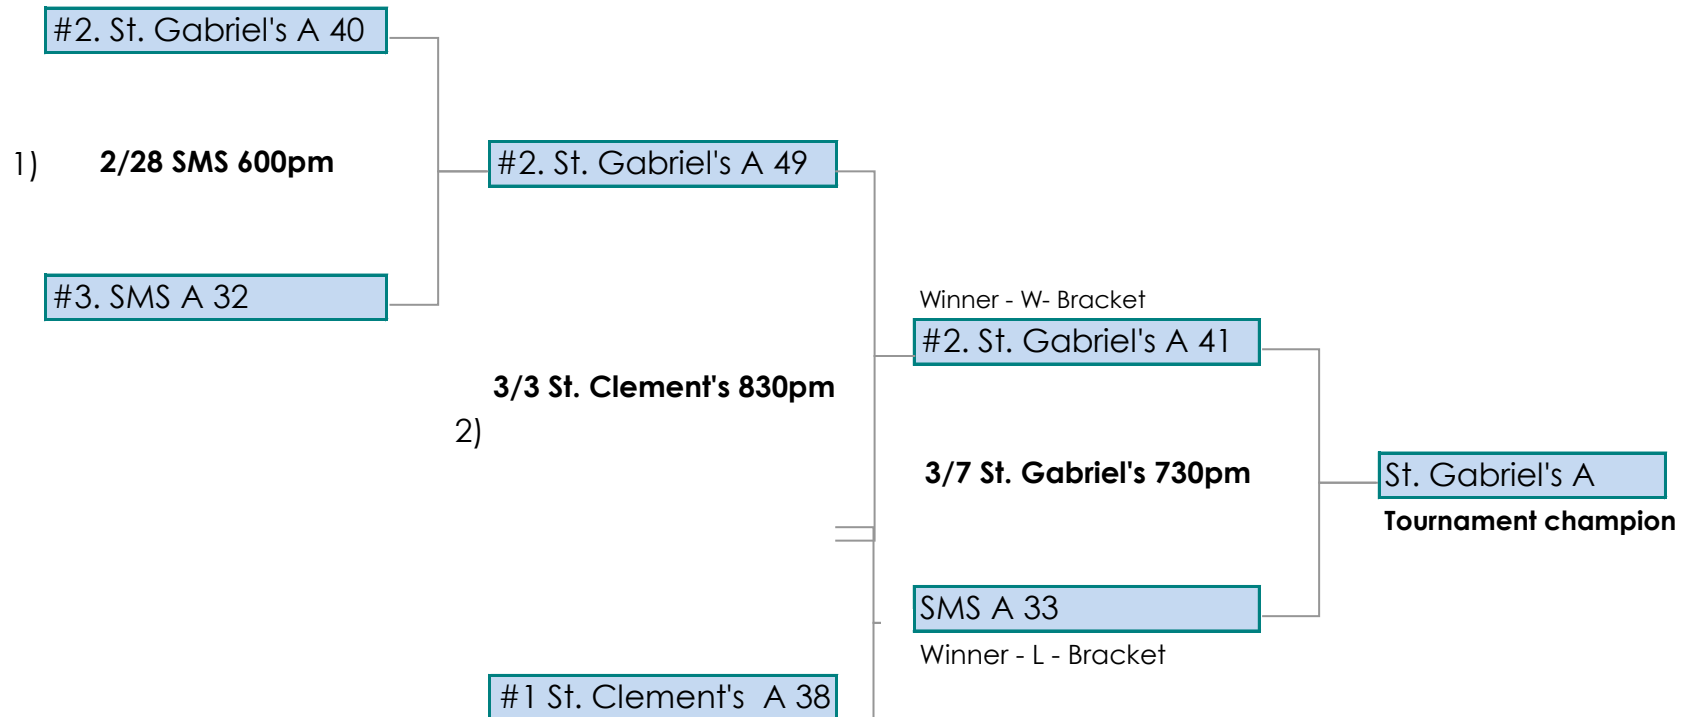 #2. St. Gabriel's A 40
1) 2/28 SMS 600pm
#3. SMS A 32
#2. St. Gabriel's A 49
3/3 St. Clement's 830pm
2)
#1 St. Clement's  A 38
Winner - W- Bracket
#2. St. Gabriel's A 41
3/7 St. Gabriel's 730pm
SMS A 33
Winner - L - Bracket
St. Gabriel's A
Tournament champion